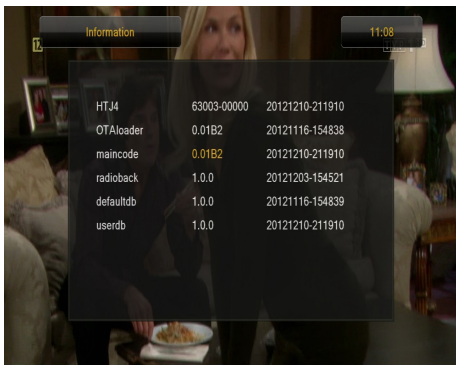 Information 11:08
HTJ4 63003-00000 20121210-211910
OTAloader 0.01B2 20121116-154838
maincode 0.01B2 20121210-211910
radioback 1.0.0 20121203-154521
defaultdb 1.0.0 20121116-154839
userdb 1.0.0 20121210-211910